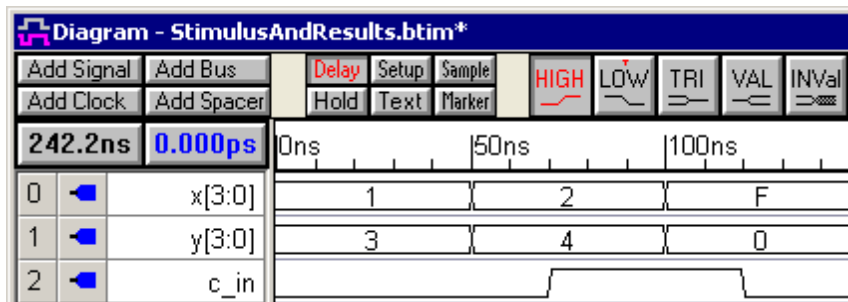 Diagram - StimulusAndResults.btim*
Add Signal Add Bus Delay Setup Sample HIGH LOW TRI VAL INVal
Add Clock Add Spacer Hold Text Marker
242.2ns 0.000ps 0ns 50ns 100ns
0 x[3:0] 1 2 F
1 y[3:0] 3 4 0
2 c_in